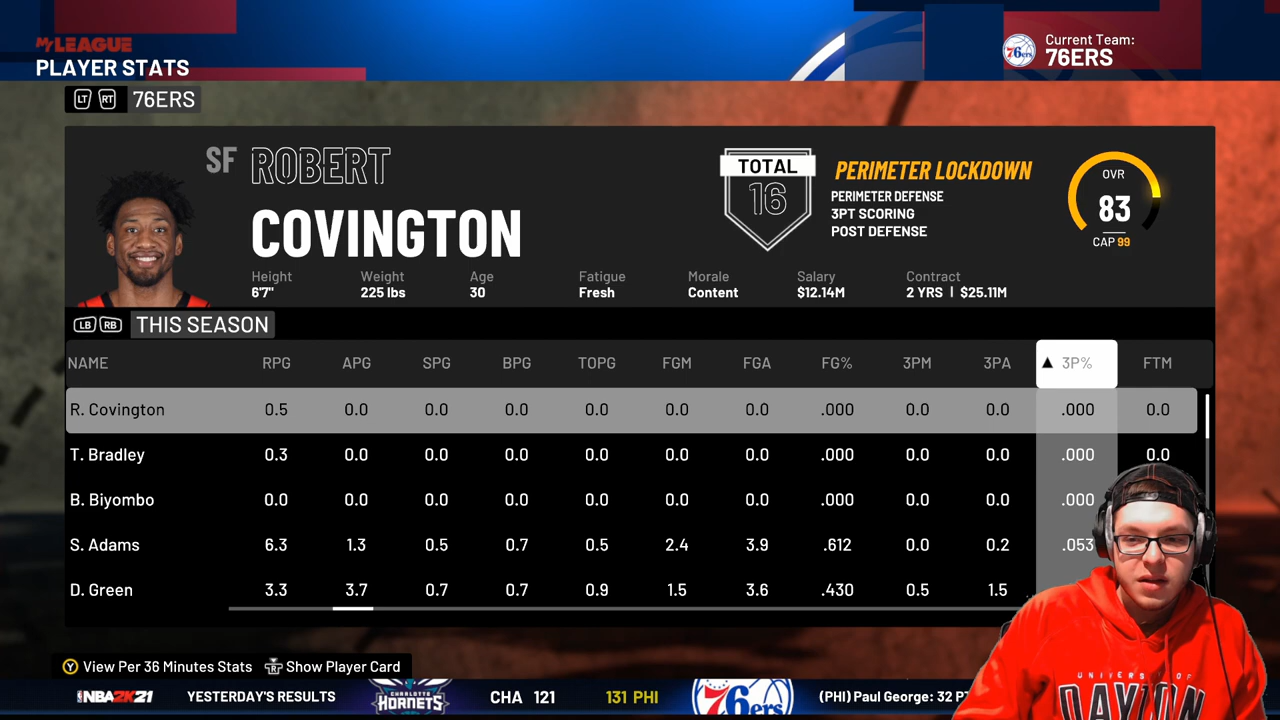 MyLEAGUE
PLAYER STATS
76ERS
Current Team:
76ERS
LT RT 76ERS
SF ROBERT
COVINGTON
TOTAL
16
PERIMETER LOCKDOWN
PERIMETER DEFENSE
3PT SCORING
POST DEFENSE
OVR
83
CAP 99
Height Weight Age Fatigue Morale Salary Contract
6'7" 225 lbs 30 Fresh Content $12.14M 2 YRS | $25.11M
LB RB THIS SEASON
NAME RPG APG SPG BPG TOPG FGM FGA FG% 3PM 3PA ▲ 3P% FTM
R. Covington 0.5 0.0 0.0 0.0 0.0 0.0 0.0 .000 0.0 0.0 .000 0.0
T. Bradley 0.3 0.0 0.0 0.0 0.0 0.0 0.0 .000 0.0 0.0 .000 0.0
B. Biyombo 0.0 0.0 0.0 0.0 0.0 0.0 0.0 .000 0.0 0.0 .000
S. Adams 6.3 1.3 0.5 0.7 0.5 2.4 3.9 .612 0.0 0.2 .053
D. Green 3.3 3.7 0.7 0.7 0.9 1.5 3.6 .430 0.5 1.5
Y View Per 36 Minutes Stats R Show Player Card
UNIVERSITY OF
DAYTON
NBA2K21 YESTERDAY'S RESULTS CHARLOTTE HORNETS CHA 121 131 PHI 76ers (PHI) Paul George: 32